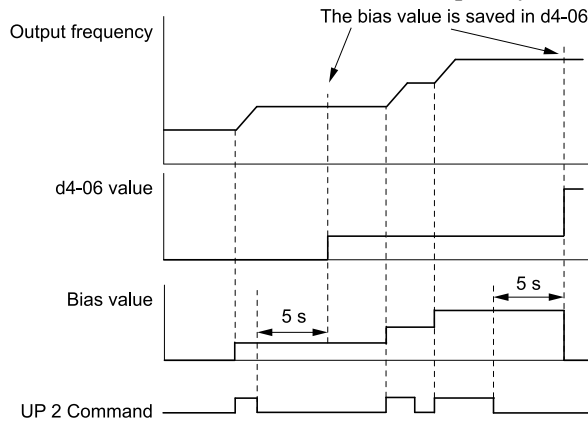 The bias value is saved in d4-06
Output frequency
d4-06 value
Bias value
5 s
5 s
UP 2 Command